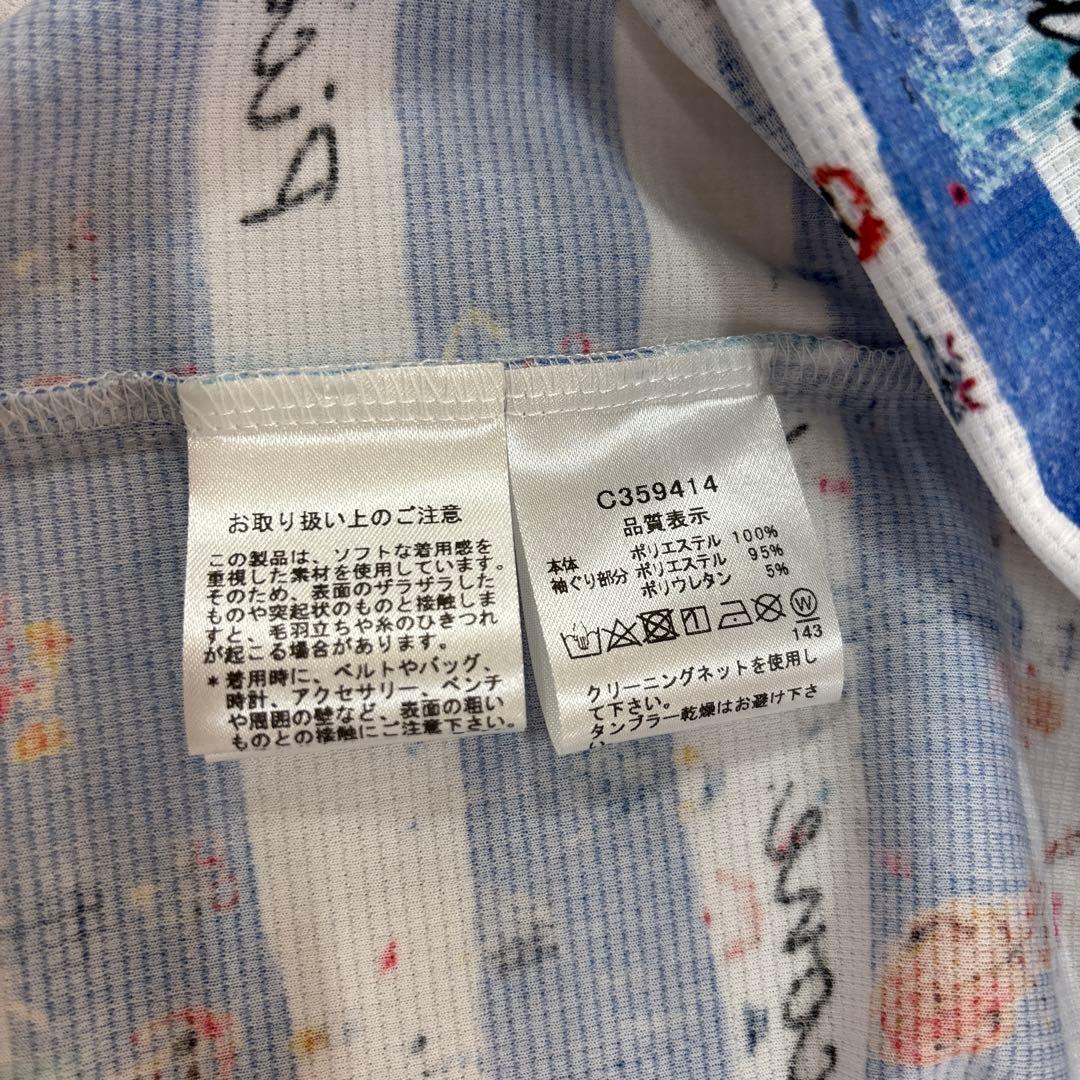 お取り扱い上のご注意
この製品は、ソフトな着用感を
重視した素材を使用しています。
そのため、表面のザラザラした
ものや突起状のものと接触しま
すと、毛羽立ちや糸のひきつれ
が起こる場合があります。
*着用時に、ベルトやバッグ、
時計、アクセサリー、ベンチ
や周囲の壁など、表面の粗い
ものとの接触にご注意下さい。
C359414
品質表示
本体 ポリエステル 100%
袖ぐり部分 ポリエステル 95%
ポリウレタン 5%
W
143
クリーニングネットを使用し
て下さい。
タンブラー乾燥はお避け下さ
い